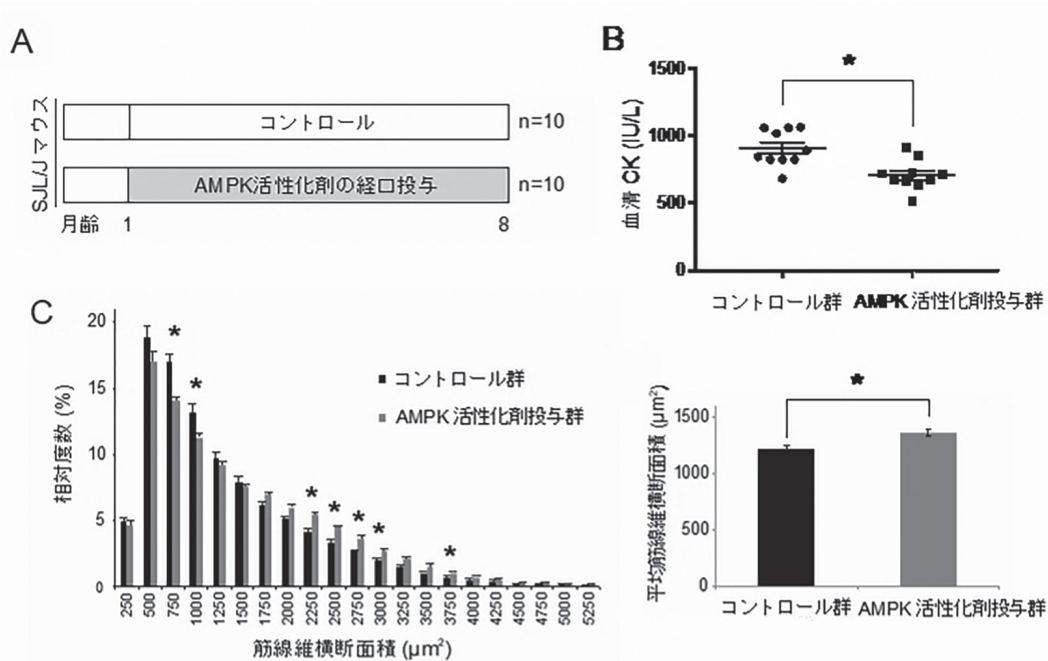 A
SJL/J マウス
コントロール
n=10
AMPK活性化剤の経口投与
n=10
月齢 1 8
B
血清 CK (IU/L)
1500
1000
500
0
*
コントロール群 AMPK 活性化剤投与群
C
相対度数 (%)
20
15
10
5
0
* * * * * * *
コントロール群
AMPK 活性化剤投与群
250 500 750 1000 1250 1500 1750 2000 2250 2500 2750 3000 3250 3500 3750 4000 4250 4500 4750 5000 5250
筋線維横断面積 (μm²)
平均筋線維横断面積 (μm²)
1500
1000
500
0
*
コントロール群 AMPK 活性化剤投与群